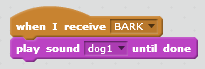 when I receive BARK
play sound dog1 until done